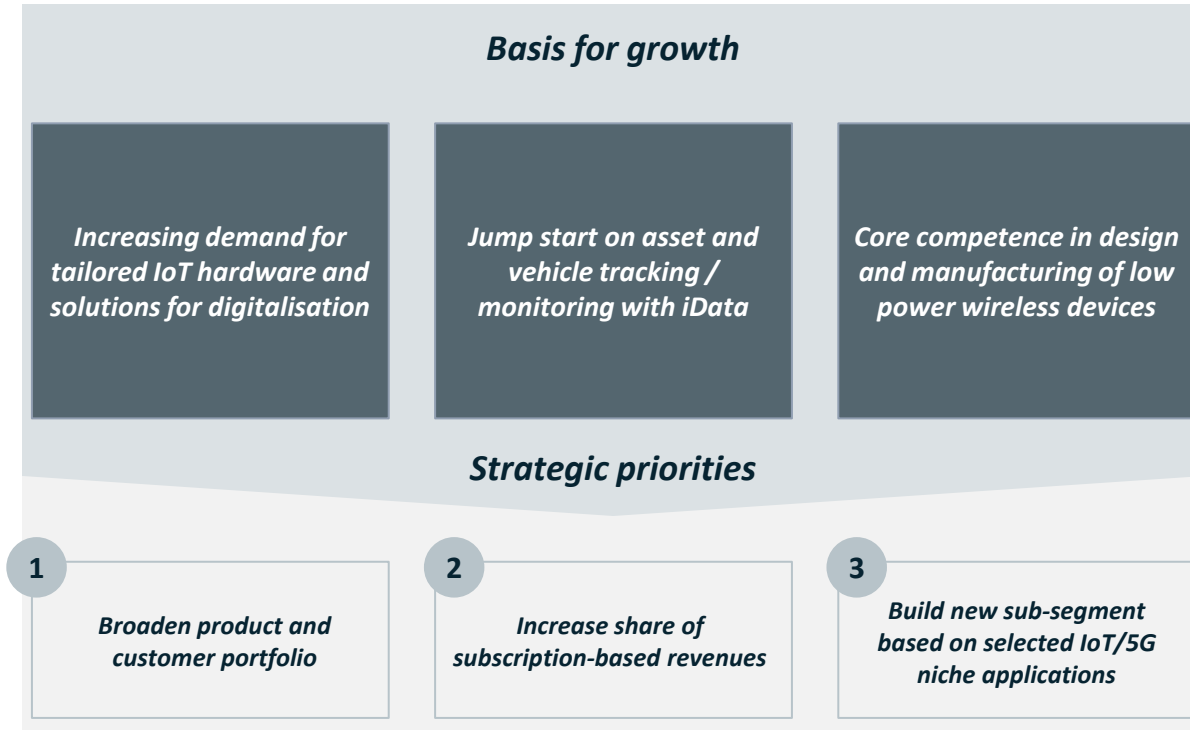 Basis for growth
Increasing demand for
tailored IoT hardware and
solutions for digitalisation
Jump start on asset and
vehicle tracking /
monitoring with iData
Core competence in design
and manufacturing of low
power wireless devices
Strategic priorities
1
Broaden product and
customer portfolio
2
Increase share of
subscription-based revenues
3
Build new sub-segment
based on selected IoT/5G
niche applications